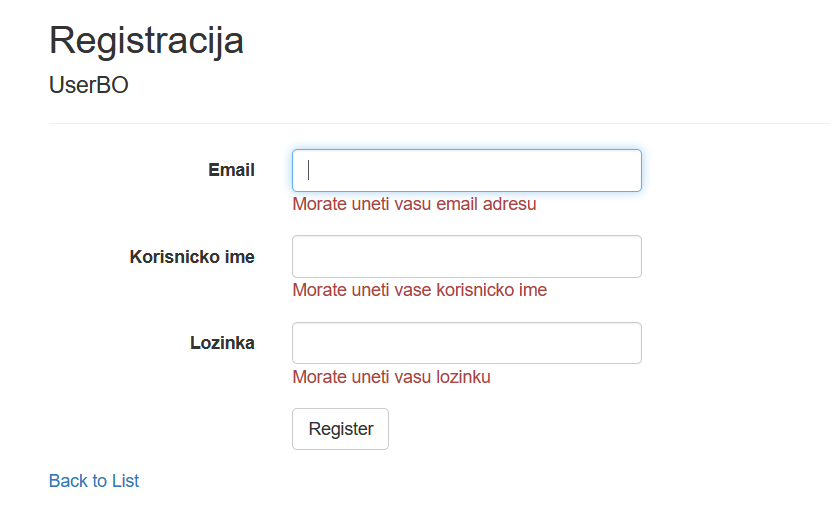 Registracija
UserBO
Email
Morate uneti vasu email adresu
Korisnicko ime
Morate uneti vase korisnicko ime
Lozinka
Morate uneti vasu lozinku
Register
Back to List